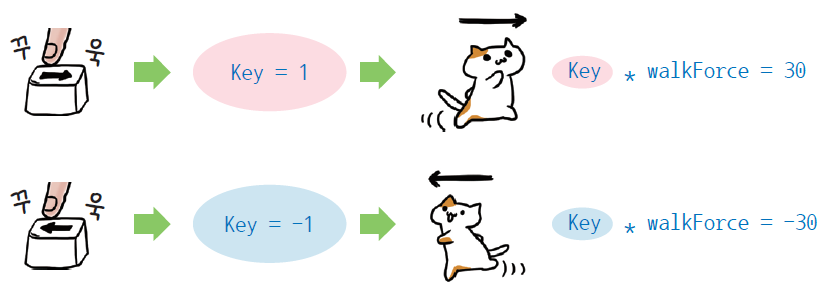 꾸 욱
Key = 1
Key * walkForce = 30
꾸 욱
Key = -1
Key * walkForce = -30